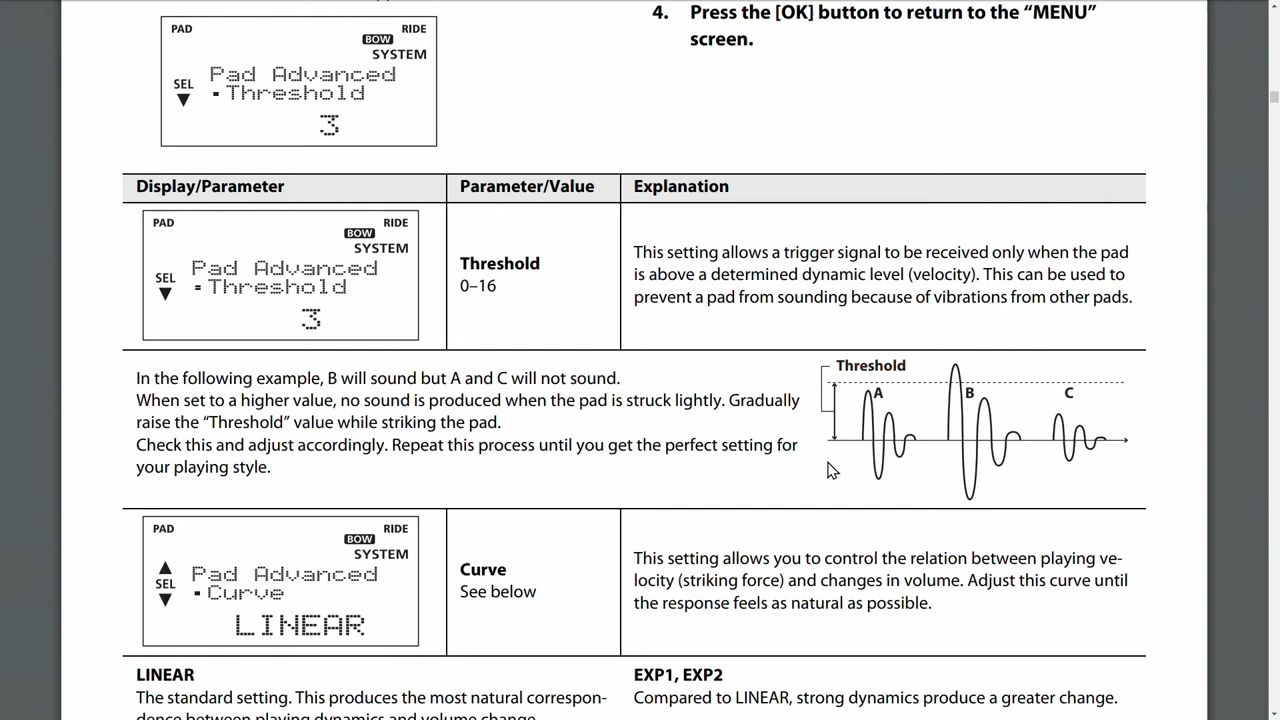 4. Press the [OK] button to return to the “MENU”
screen.
PAD
RIDE
BOW
SYSTEM
SEL
Pad Advanced
▪Threshold
3
Display/Parameter
Parameter/Value
Explanation
PAD
RIDE
BOW
SYSTEM
SEL
Pad Advanced
▪Threshold
3
Threshold
0–16
This setting allows a trigger signal to be received only when the pad
is above a determined dynamic level (velocity). This can be used to
prevent a pad from sounding because of vibrations from other pads.
In the following example, B will sound but A and C will not sound.
When set to a higher value, no sound is produced when the pad is struck lightly. Gradually
raise the “Threshold” value while striking the pad.
Check this and adjust accordingly. Repeat this process until you get the perfect setting for
your playing style.
Threshold
A
B
C
PAD
RIDE
BOW
SYSTEM
SEL
Pad Advanced
▪Curve
LINEAR
Curve
See below
This setting allows you to control the relation between playing ve-
locity (striking force) and changes in volume. Adjust this curve until
the response feels as natural as possible.
LINEAR
The standard setting. This produces the most natural correspon-
dence between playing dynamics and volume change.
EXP1, EXP2
Compared to LINEAR, strong dynamics produce a greater change.